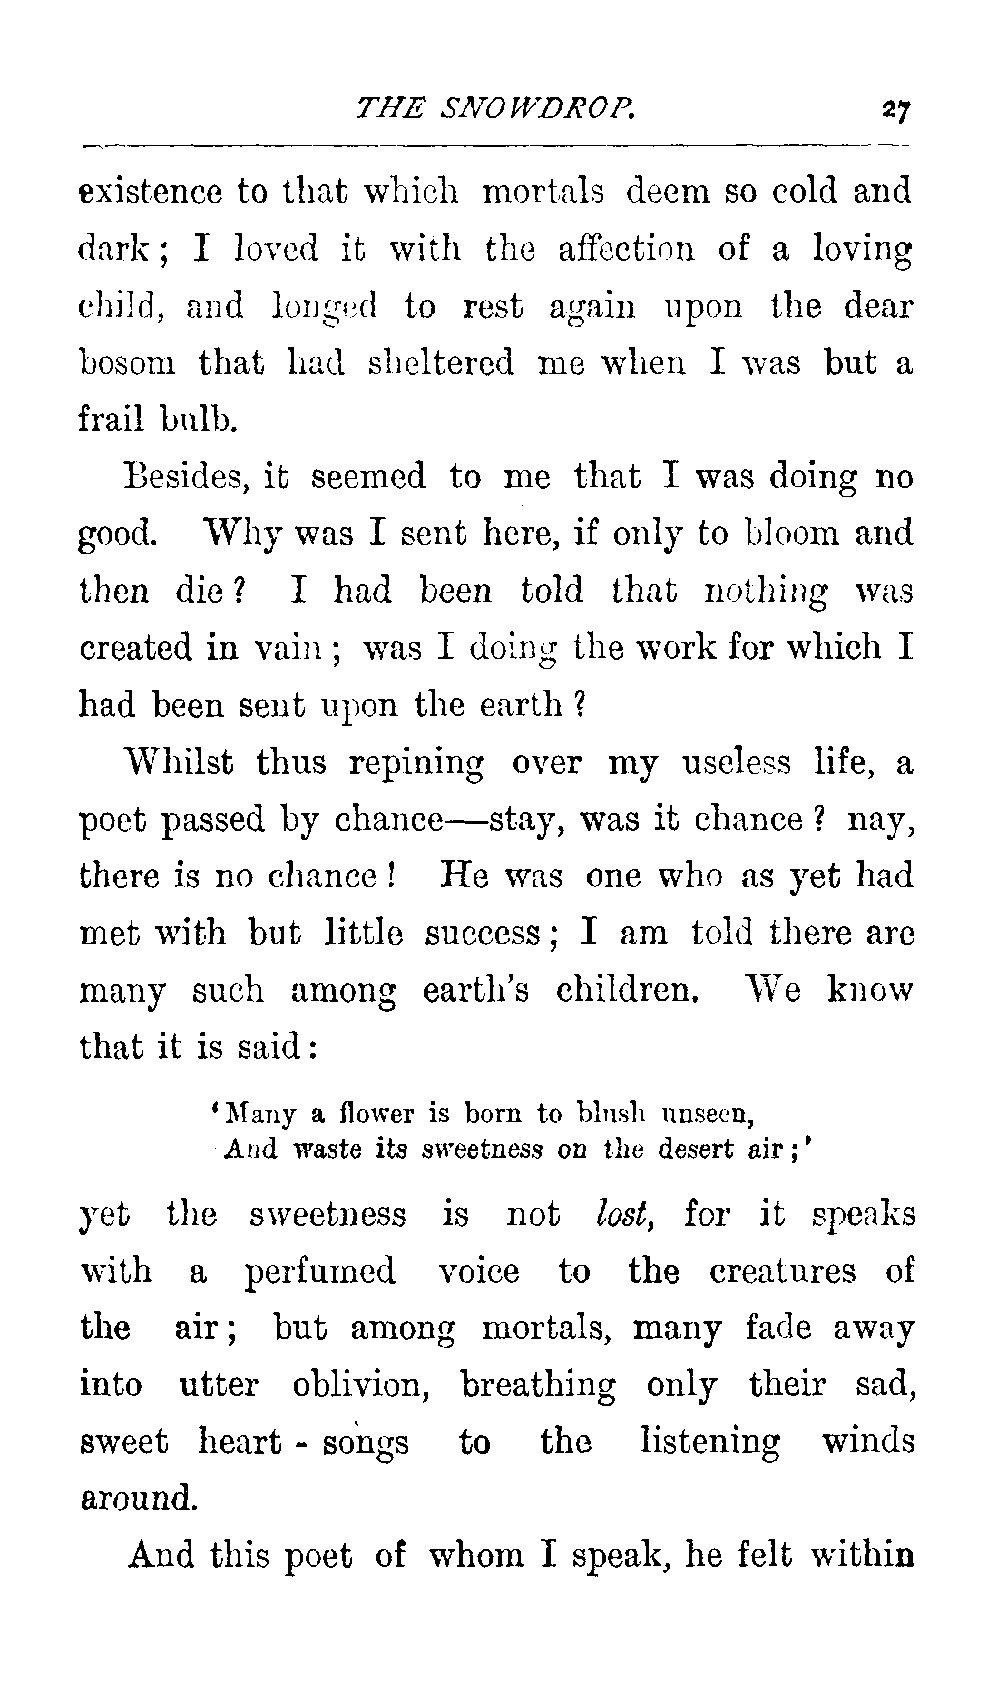 THE SNOWDROP. 27
existence to that which mortals deem so cold and
dark; I loved it with the affection of a loving
child, and longed to rest again upon the dear
bosom that had sheltered me when I was but a
frail bulb.
Besides, it seemed to me that I was doing no
good. Why was I sent here, if only to bloom and
then die? I had been told that nothing was
created in vain; was I doing the work for which I
had been sent upon the earth?
Whilst thus repining over my useless life, a
poet passed by chance—stay, was it chance? nay,
there is no chance! He was one who as yet had
met with but little success; I am told there are
many such among earth's children. We know
that it is said:
'Many a flower is born to blush unseen,
And waste its sweetness on the desert air;'
yet the sweetness is not lost, for it speaks
with a perfumed voice to the creatures of
the air; but among mortals, many fade away
into utter oblivion, breathing only their sad,
sweet heart-songs to the listening winds
around.
And this poet of whom I speak, he felt within